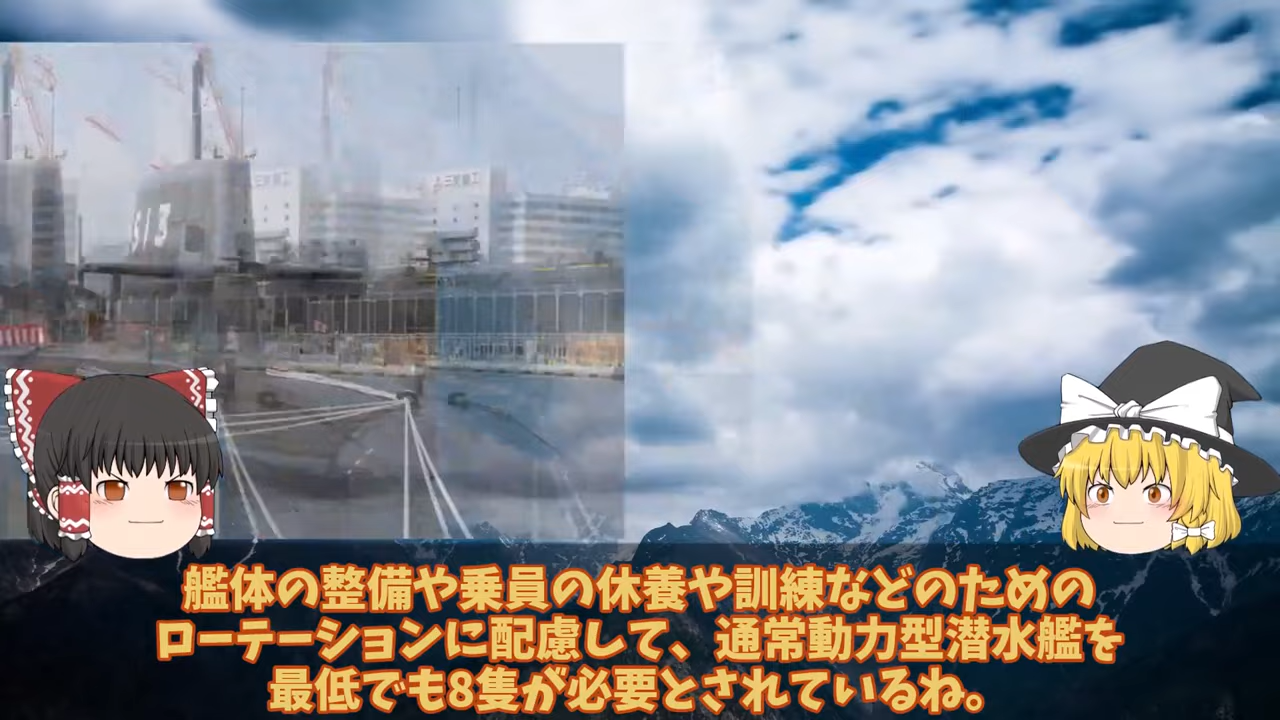 513
艦体の整備や乗員の休養や訓練などのための
ローテーションに配慮して、通常動力型潜水艦を
最低でも8隻が必要とされているね。